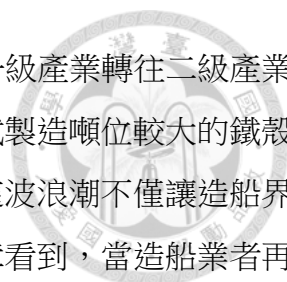 級產業轉往二級產業
製造噸位較大的鐵殼
波浪潮不僅讓造船界
看到，當造船業者再